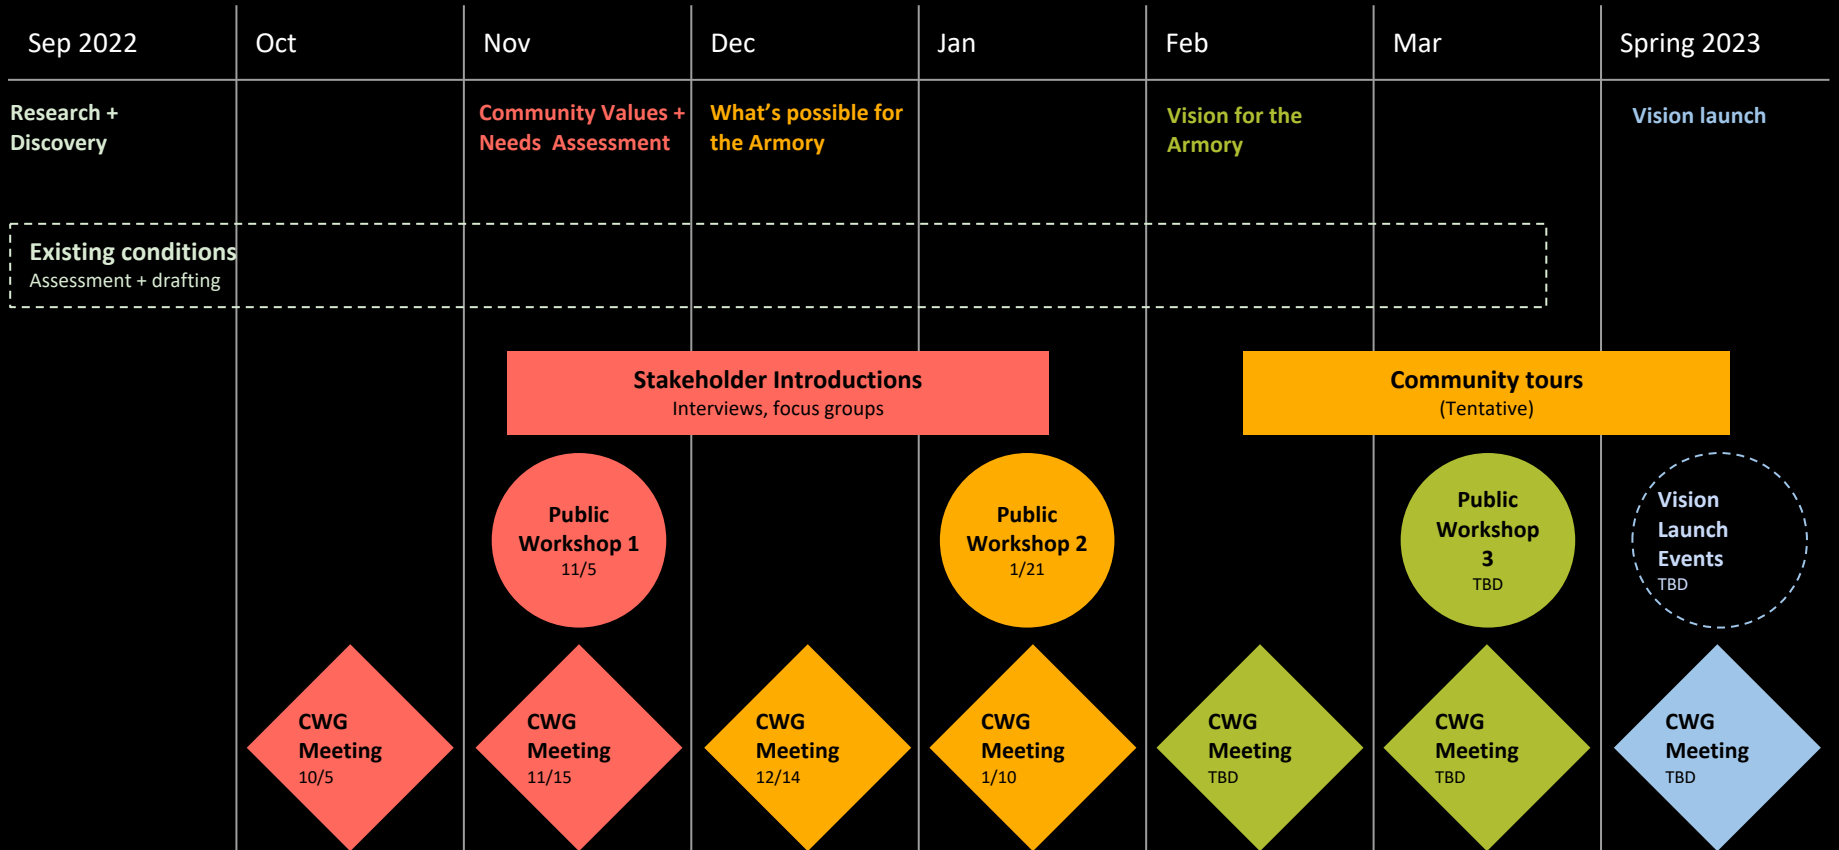 Sep 2022
Oct
Nov
Dec
Jan
Feb
Mar
Spring 2023
Research +
Discovery
Community Values +
Needs Assessment
What's possible for
the Armory
Vision for the
Armory
Vision launch
Existing conditions
Assessment + drafting
Stakeholder Introductions
Interviews, focus groups
Community tours
(Tentative)
Public
Workshop 1
11/5
Public
Workshop 2
1/21
Public
Workshop
3
TBD
Vision
Launch
Events
TBD
CWG
Meeting
10/5
CWG
Meeting
11/15
CWG
Meeting
12/14
CWG
Meeting
1/10
CWG
Meeting
TBD
CWG
Meeting
TBD
CWG
Meeting
TBD